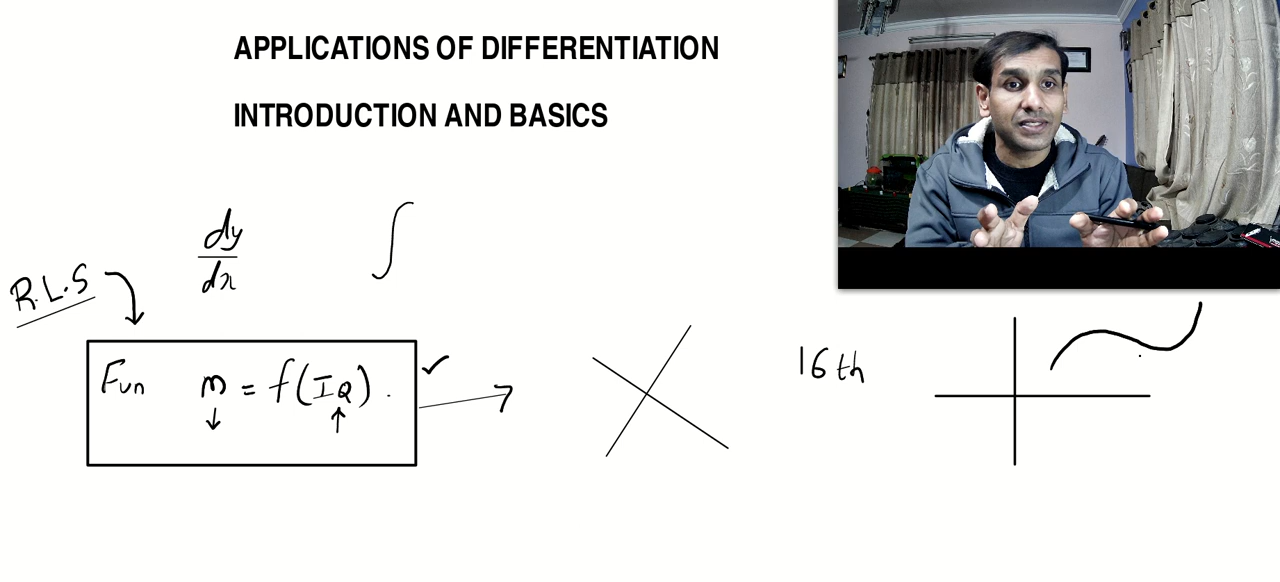 APPLICATIONS OF DIFFERENTIATION
INTRODUCTION AND BASICS
dy
dx
∫
R.L.S
Fun m = f(IQ).
16th